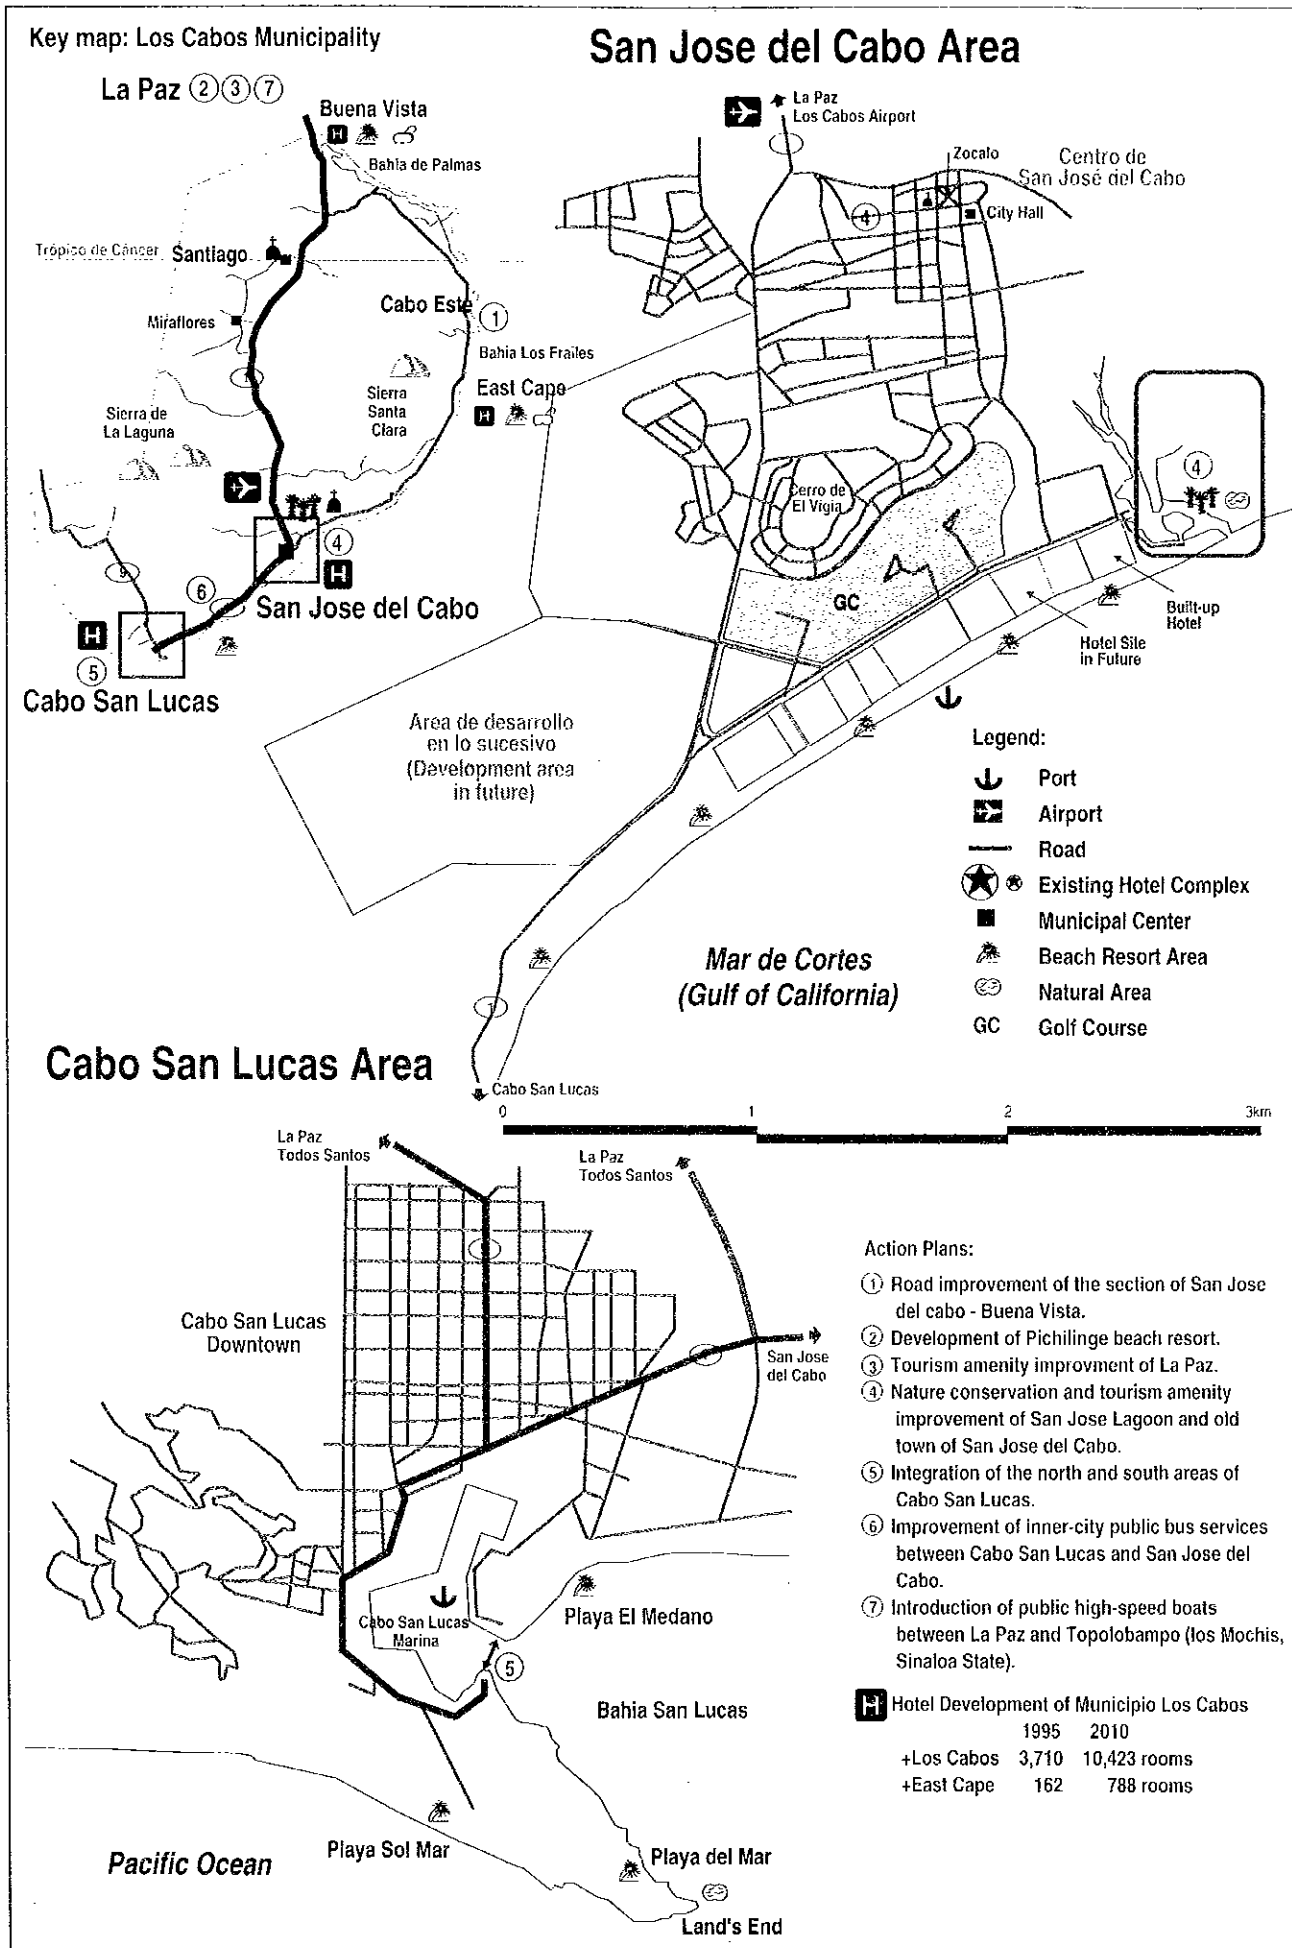 Key map: Los Cabos Municipality
San Jose del Cabo Area
La Paz ② ③ ⑦
Buena Vista
H
Bahia de Palmas
Trópico de Cáncer
Santiago
Miraflores
Cabo Este ①
Bahia Los Frailes
East Cape
H
Sierra
Santa
Clara
Sierra de
La Laguna
④
H
⑥
San Jose del Cabo
9
H
⑤
Cabo San Lucas
La Paz
Los Cabos Airport
Zocalo
Centro de
San José del Cabo
④
City Hall
④
Cerro de
El Vigia
GC
Built-up
Hotel
Hotel Site
in Future
Area de desarrollo
en lo sucesivo
(Development area
in future)
Legend:
Port
Airport
Road
Existing Hotel Complex
Municipal Center
Beach Resort Area
Natural Area
GC Golf Course
Mar de Cortes
(Gulf of California)
1
Cabo San Lucas
Cabo San Lucas Area
0 1 2 3km
La Paz
Todos Santos
La Paz
Todos Santos
Cabo San Lucas
Downtown
San Jose
del Cabo
Cabo San Lucas
Marina
Playa El Medano
⑤
Bahia San Lucas
Playa Sol Mar
Pacific Ocean
Playa del Mar
Land's End
Action Plans:
① Road improvement of the section of San Jose
del cabo - Buena Vista.
② Development of Pichilinge beach resort.
③ Tourism amenity improvment of La Paz.
④ Nature conservation and tourism amenity
improvement of San Jose Lagoon and old
town of San Jose del Cabo.
⑤ Integration of the north and south areas of
Cabo San Lucas.
⑥ Improvement of inner-city public bus services
between Cabo San Lucas and San Jose del
Cabo.
⑦ Introduction of public high-speed boats
between La Paz and Topolobampo (los Mochis,
Sinaloa State).
H Hotel Development of Municipio Los Cabos
1995 2010
+Los Cabos 3,710 10,423 rooms
+East Cape 162 788 rooms